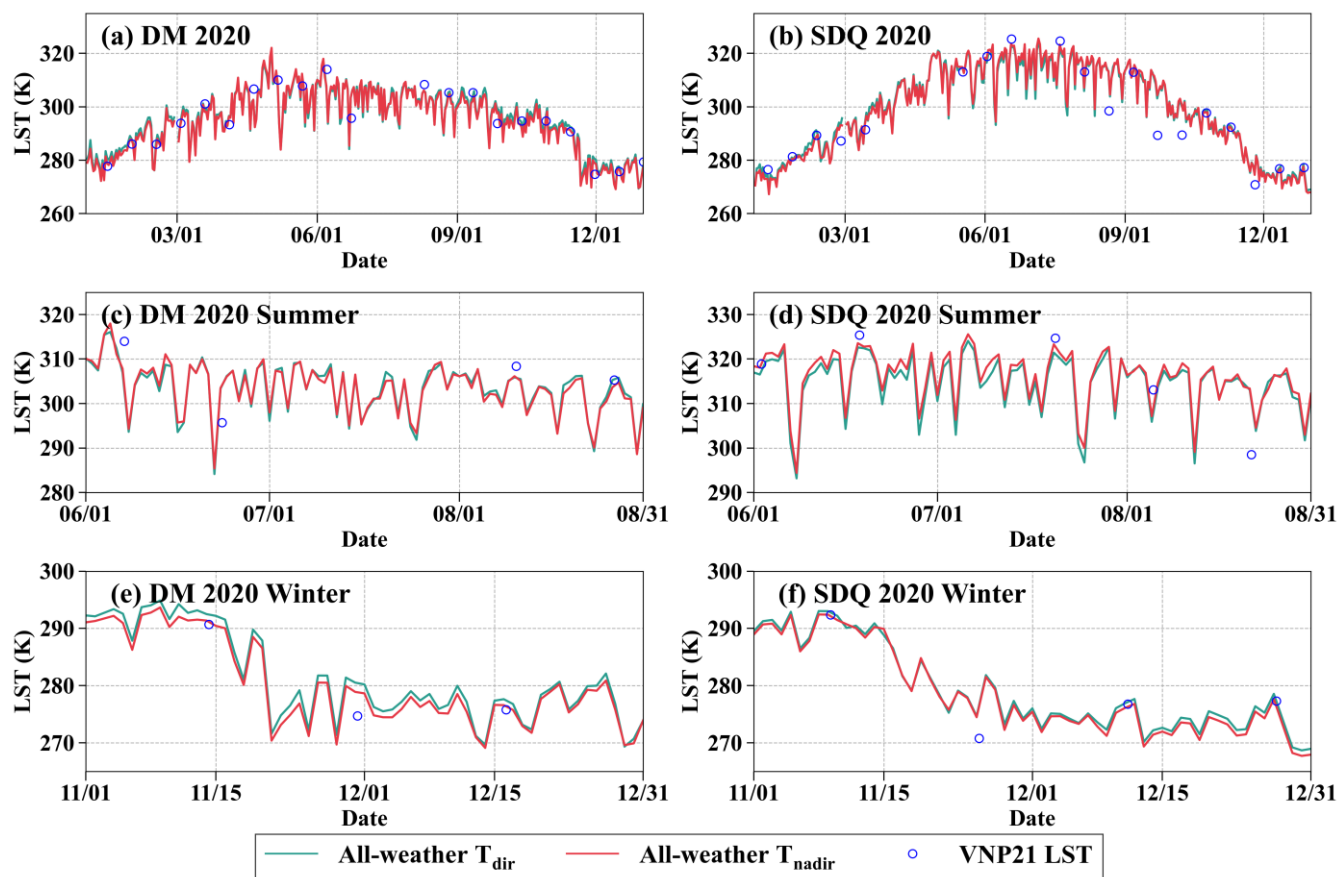 (a) DM 2020
LST (K)
320
300
280
260
03/01 06/01 09/01 12/01
Date
(b) SDQ 2020
LST (K)
320
300
280
260
03/01 06/01 09/01 12/01
Date
(c) DM 2020 Summer
LST (K)
320
310
300
290
280
06/01 07/01 08/01 08/31
Date
(d) SDQ 2020 Summer
LST (K)
330
320
310
300
290
06/01 07/01 08/01 08/31
Date
(e) DM 2020 Winter
LST (K)
300
290
280
270
11/01 11/15 12/01 12/15 12/31
Date
(f) SDQ 2020 Winter
LST (K)
300
290
280
270
11/01 11/15 12/01 12/15 12/31
Date
All-weather Tdir All-weather Tnadir VNP21 LST